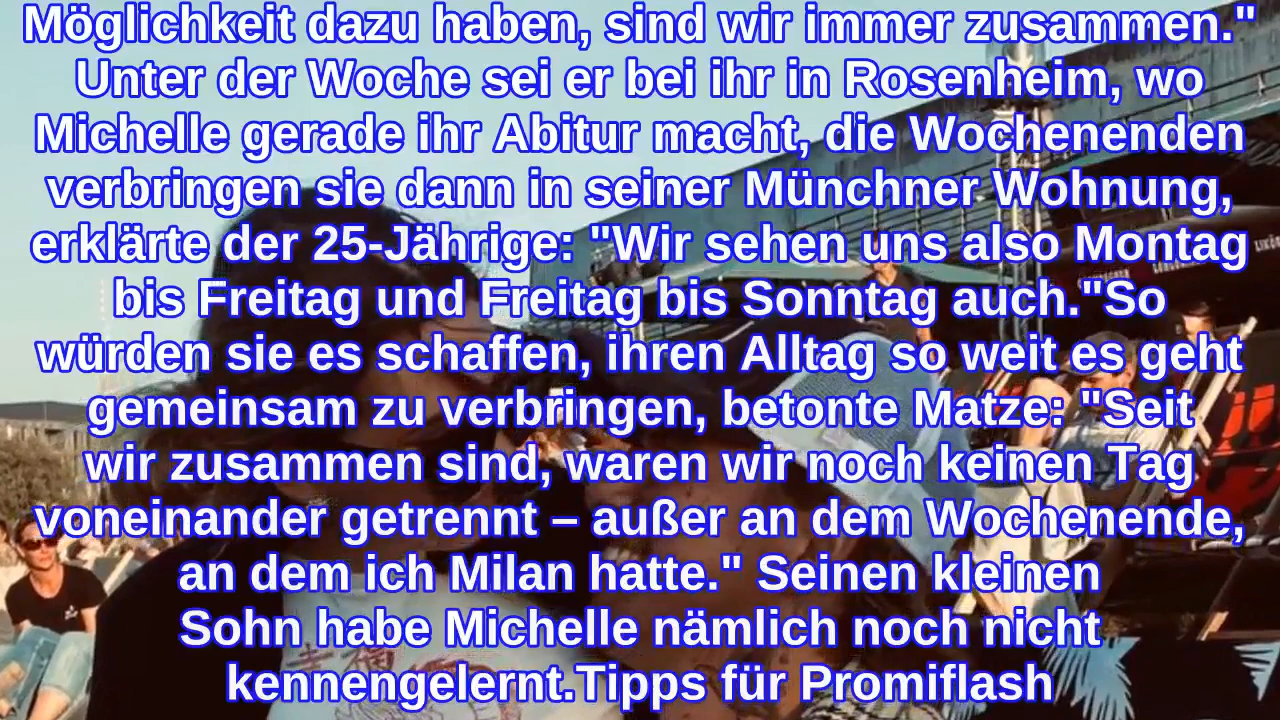 Möglichkeit dazu haben, sind wir immer zusammen."
Unter der Woche sei er bei ihr in Rosenheim, wo
Michelle gerade ihr Abitur macht, die Wochenenden
verbringen sie dann in seiner Münchner Wohnung,
erklärte der 25-Jährige: "Wir sehen uns also Montag
bis Freitag und Freitag bis Sonntag auch."So
würden sie es schaffen, ihren Alltag so weit es geht
gemeinsam zu verbringen, betonte Matze: "Seit
wir zusammen sind, waren wir noch keinen Tag
voneinander getrennt – außer an dem Wochenende,
an dem ich Milan hatte." Seinen kleinen
Sohn habe Michelle nämlich noch nicht
kennengelernt.Tipps für Promiflash